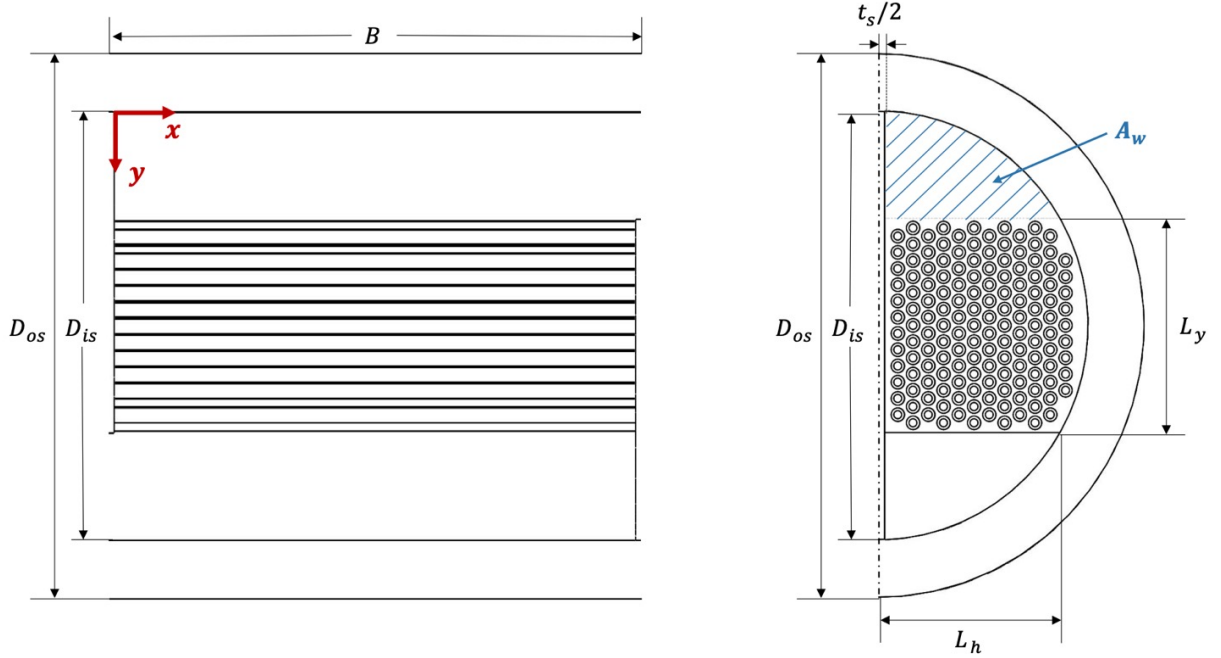 t_s/2
B
x
y
A_w
D_os
D_is
D_os
D_is
L_y
L_h